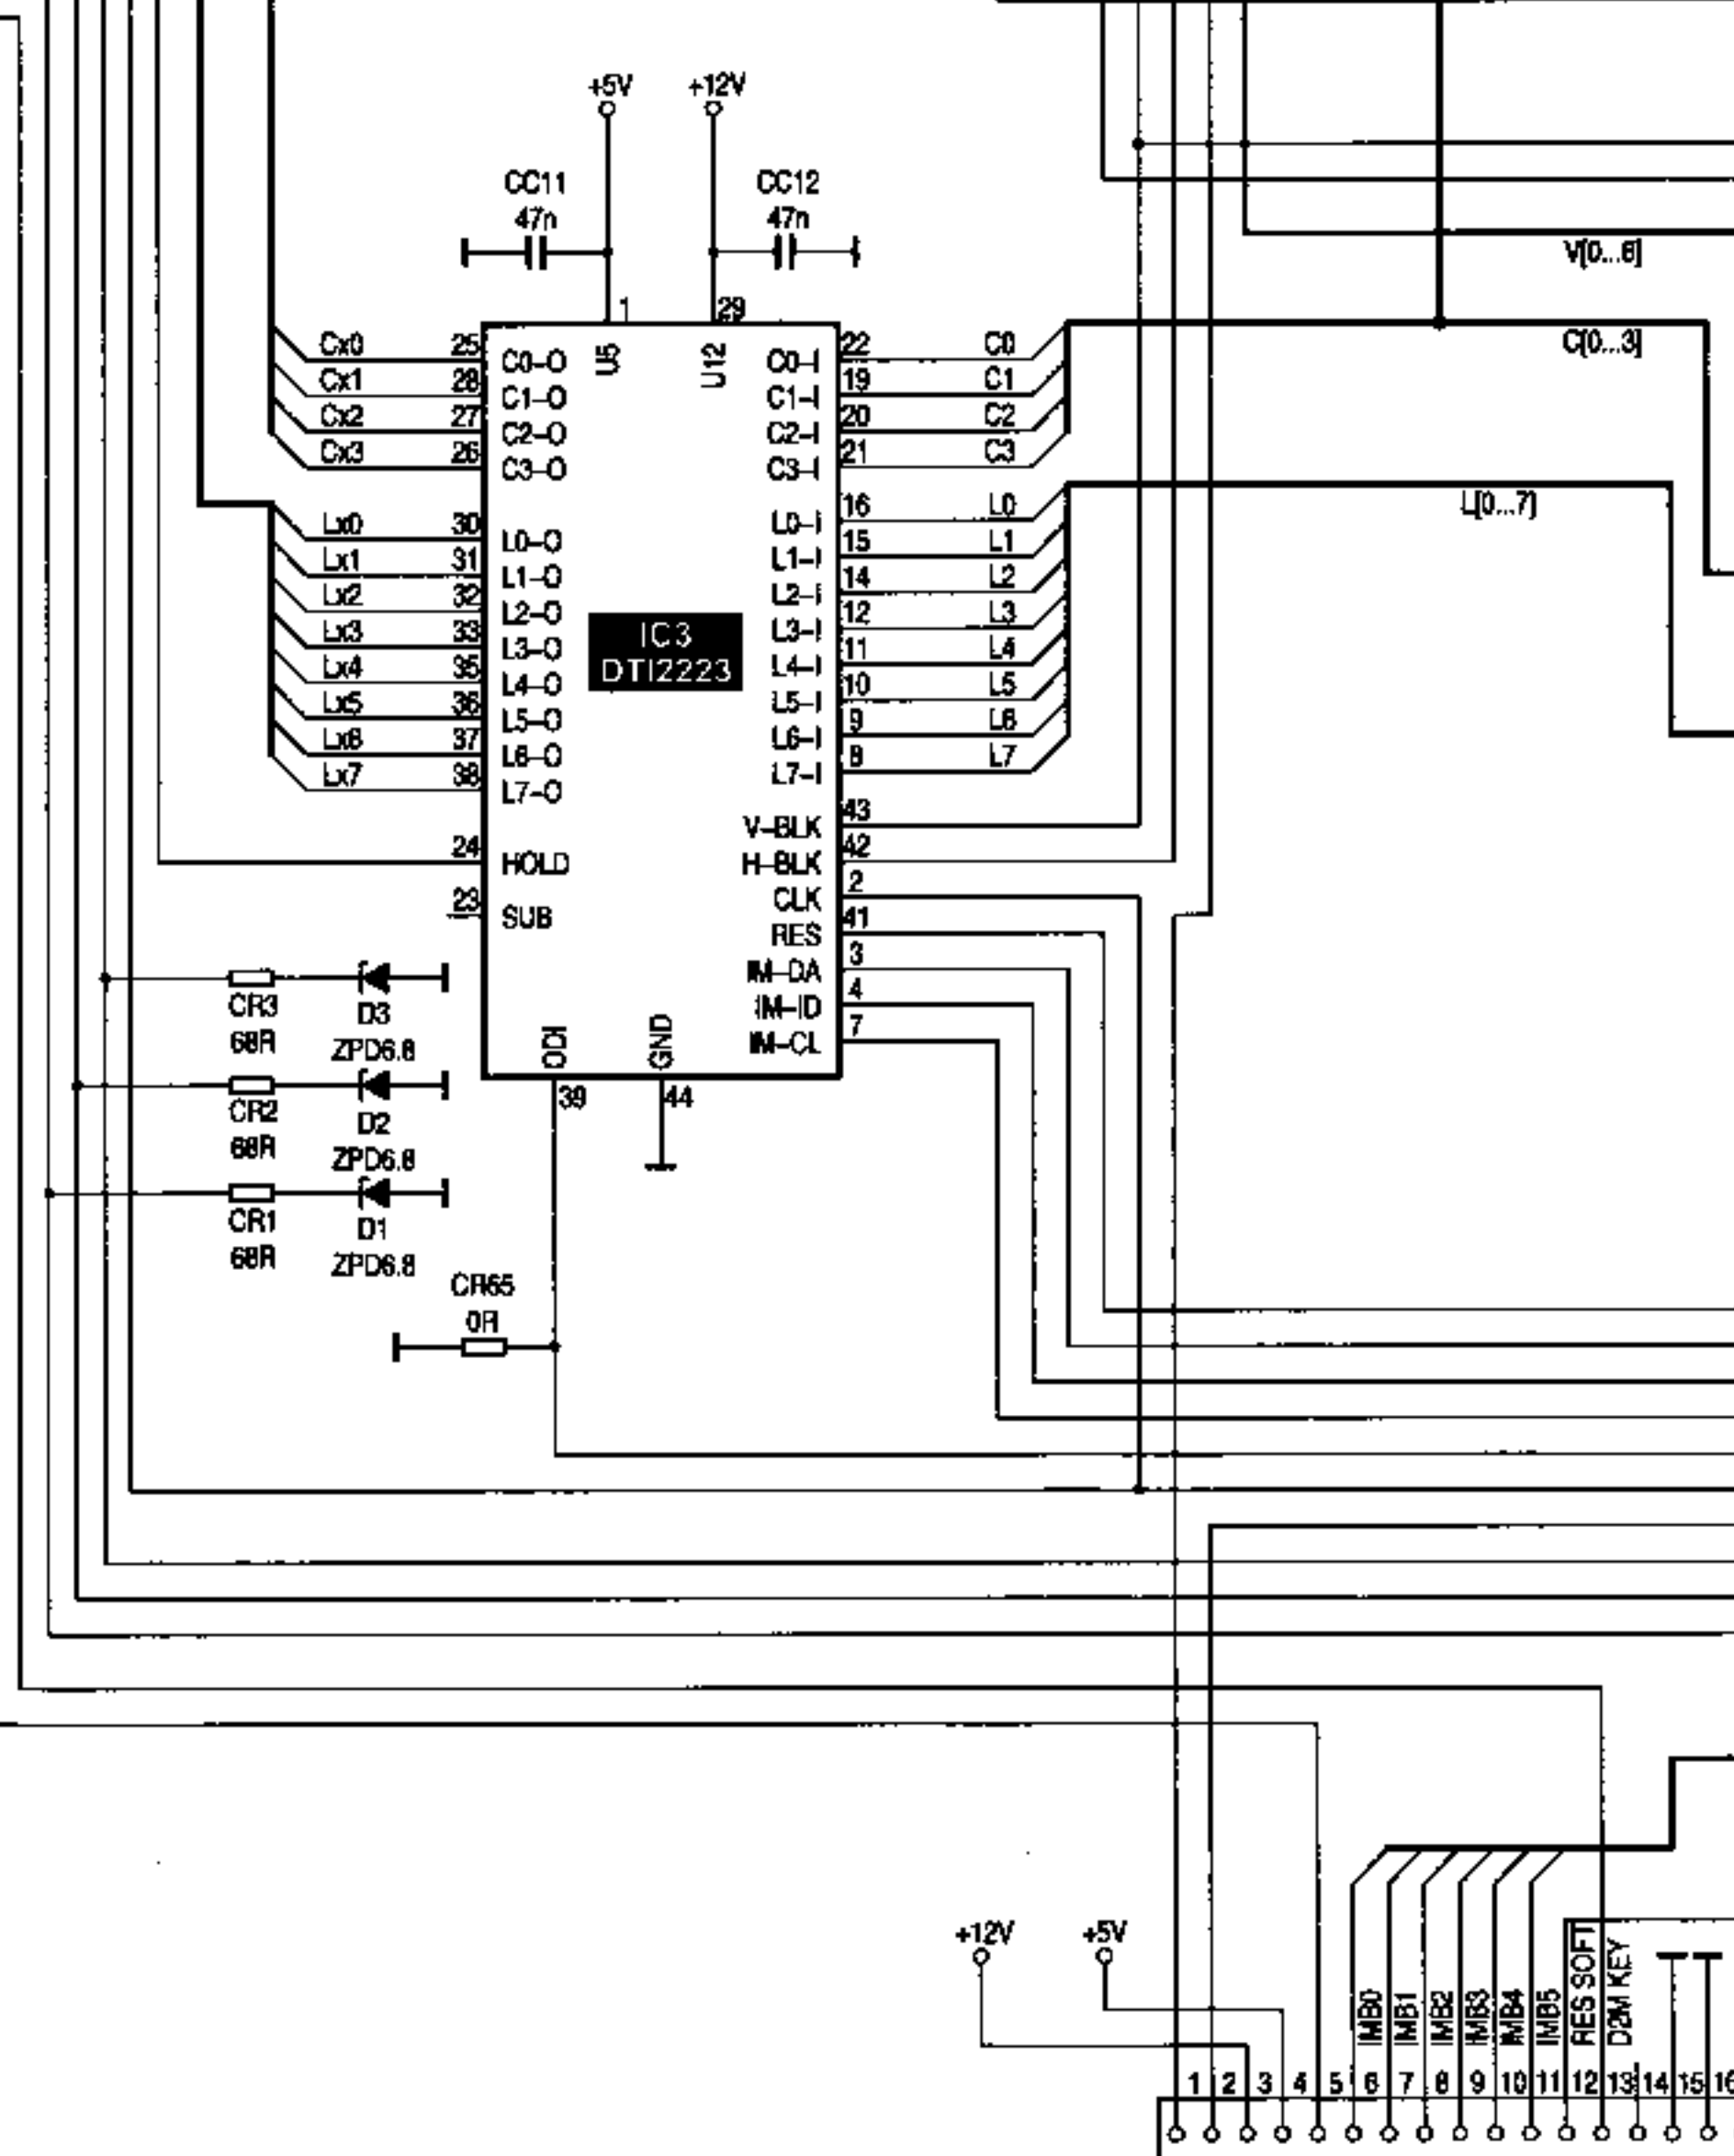 +5V +12V
CC11 CC12
47n 47n
V[0...6]
1 29
Cx0 25 C0-O U5 U12 C0-I 22 C0 C[0...3]
Cx1 28 C1-O C1-I 19 C1
Cx2 27 C2-O C2-I 20 C2
Cx3 26 C3-O C3-I 21 C3
L0-I 16 L0 L[0...7]
Lx0 30 L0-O L1-I 15 L1
Lx1 31 L1-O L2-I 14 L2
Lx2 32 L2-O L3-I 12 L3
Lx3 33 L3-O IC3 L4-I 11 L4
Lx4 35 L4-O DTI2223 L5-I 10 L5
Lx5 36 L5-O L6-I 9 L6
Lx6 37 L6-O L7-I 8 L7
Lx7 38 L7-O
V-BLK 43
24 HOLD H-BLK 42
CLK 2
23 SUB RES 41
IM-DA 3
CR3 D3 IM-ID 4
68R ZPD6.8 ODI GND IM-CL 7
39 44
CR2 D2
68R ZPD6.8
CR1 D1
68R ZPD6.8
CR65
0R
+12V +5V
IMB0 IMB1 IMB2 IMB3 IMB4 IMB5 RES SOFT D2M KEY
1 2 3 4 5 6 7 8 9 10 11 12 13 14 15 16